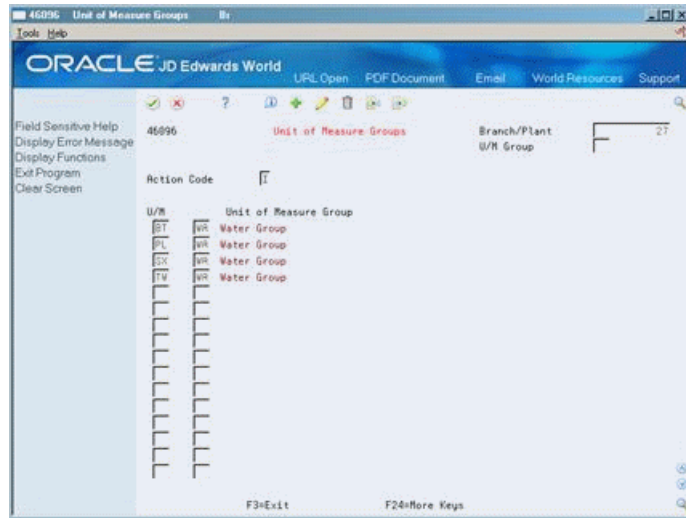 46096 Unit of Measure Groups
Tools Help
ORACLE JD Edwards World
URL Open PDF Document Email World Resources Support
?
Field Sensitive Help
Display Error Message
Display Functions
Exit Program
Clear Screen
46096 Unit of Measure Groups Branch/Plant 27
U/M Group
Action Code I
U/M Unit of Measure Group
BT WR Water Group
PL WR Water Group
SX WR Water Group
TW WR Water Group
F3=Exit F24=More Keys